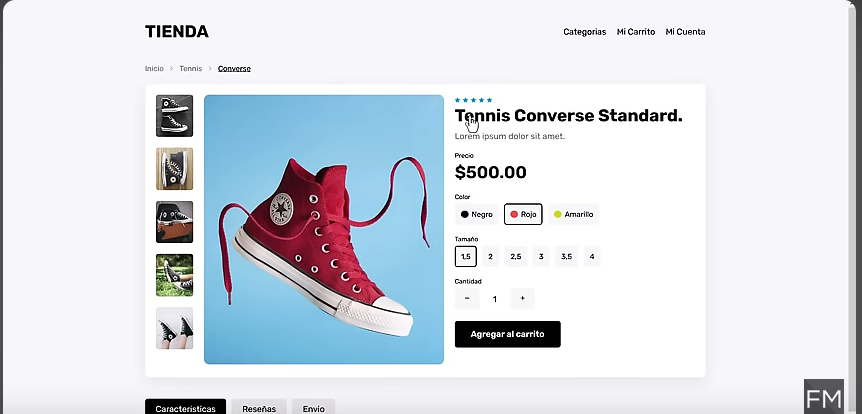 TIENDA
Categorias Mi Carrito Mi Cuenta
Inicio > Tennis > Converse
Tennis Converse Standard.
Lorem ipsum dolor sit amet.
Precio
$500.00
Color
Negro Rojo Amarillo
Tamaño
1,5 2 2,5 3 3,5 4
Cantidad
- 1 +
Agregar al carrito
Características Reseñas Envio
FM